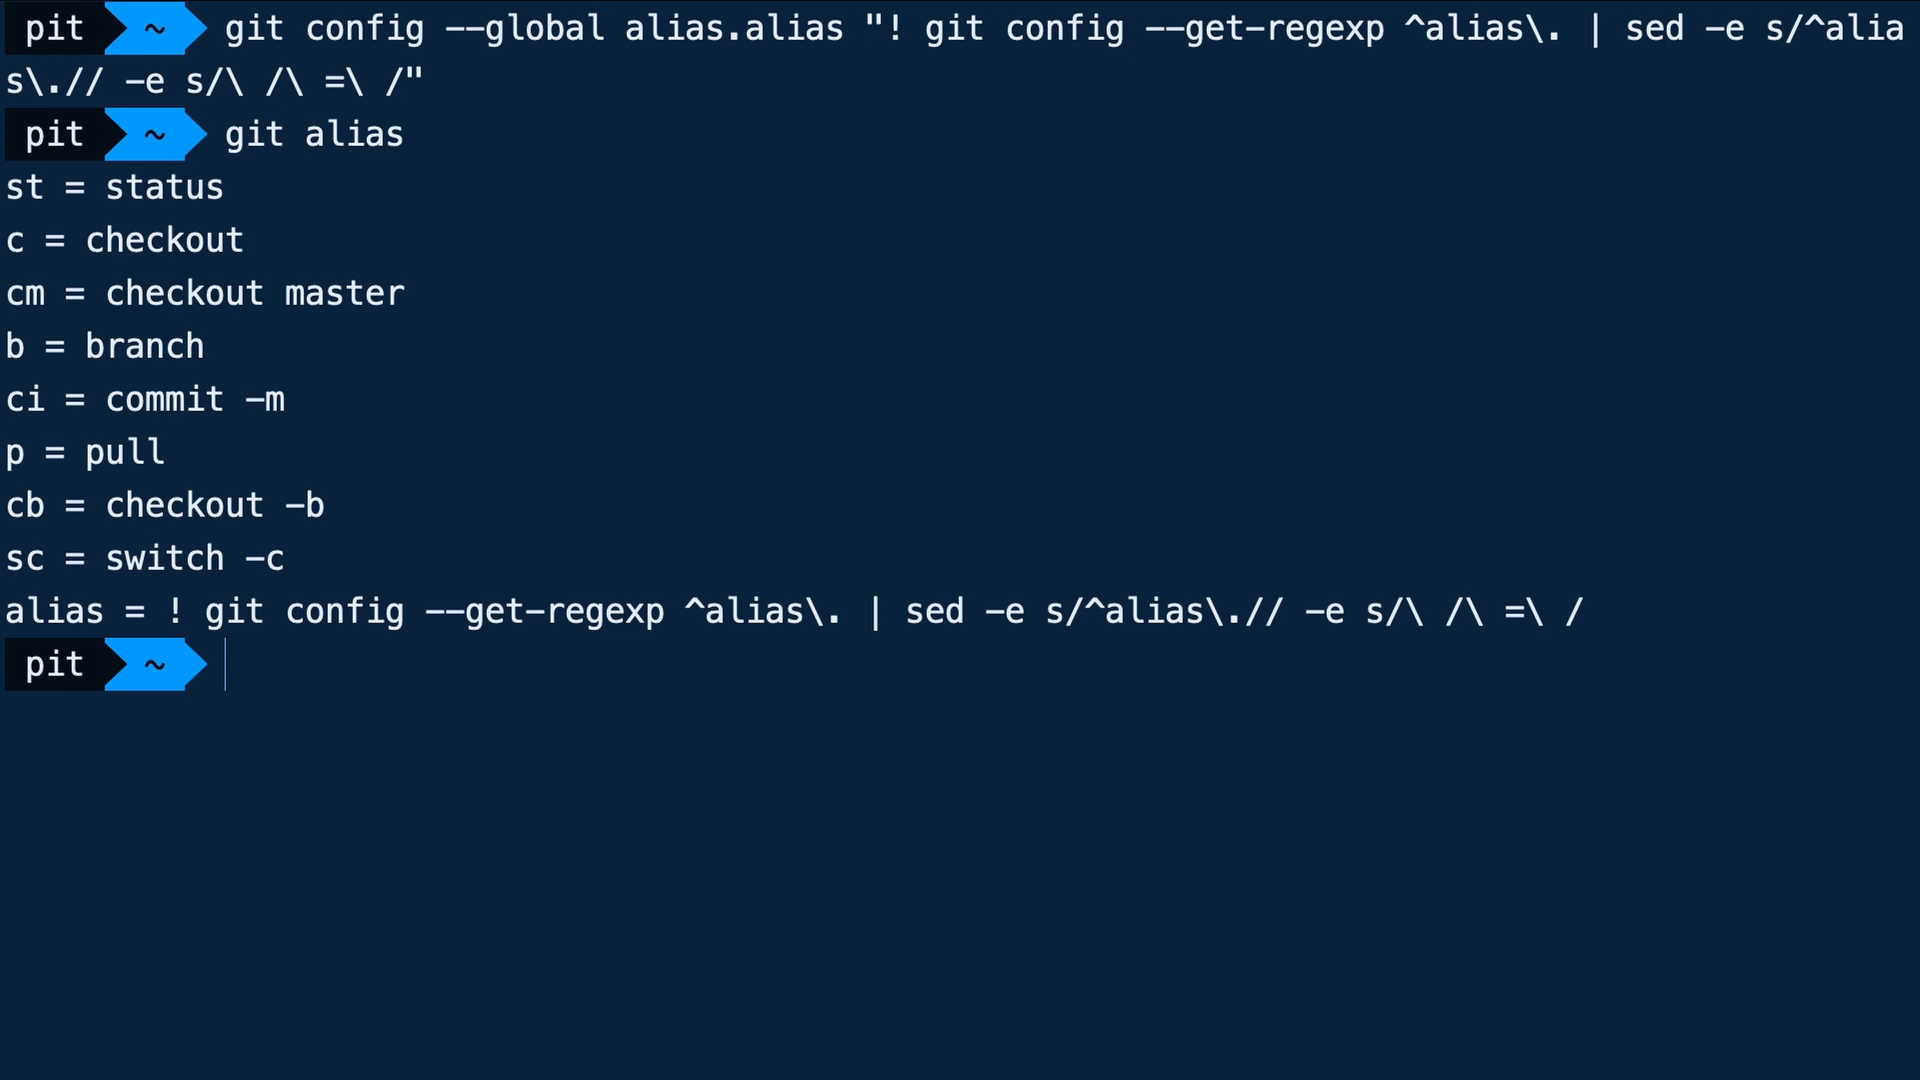 pit ~ git config --global alias.alias "! git config --get-regexp ^alias\. | sed -e s/^alia
s\.// -e s/\ /\ =\ /"
pit ~ git alias
st = status
c = checkout
cm = checkout master
b = branch
ci = commit -m
p = pull
cb = checkout -b
sc = switch -c
alias = ! git config --get-regexp ^alias\. | sed -e s/^alias\.// -e s/\ /\ =\ /
pit ~